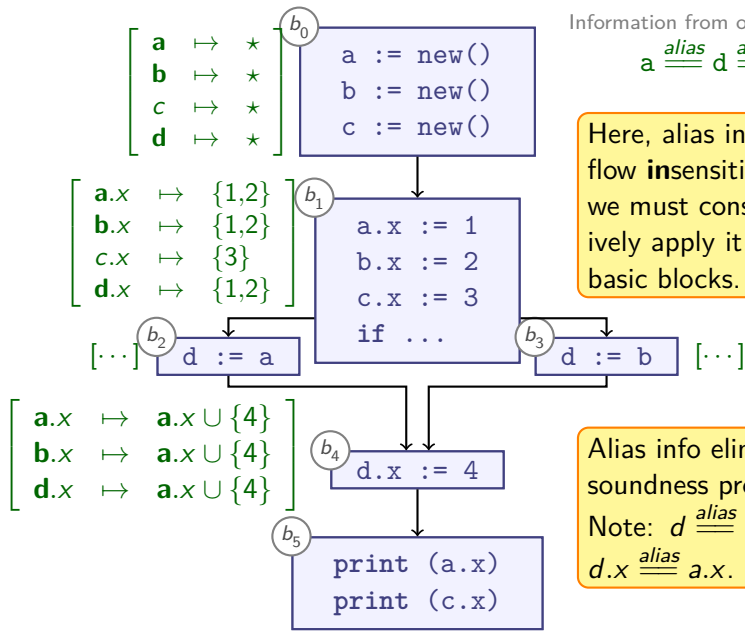 Information from o
a alias d
b0
a ↦ ⋆
b ↦ ⋆
c ↦ ⋆
d ↦ ⋆
a := new()
b := new()
c := new()
Here, alias in
flow insensiti
we must cons
ively apply it
basic blocks.
b1
a.x ↦ {1,2}
b.x ↦ {1,2}
c.x ↦ {3}
d.x ↦ {1,2}
a.x := 1
b.x := 2
c.x := 3
if ...
b2
[···]
d := a
b3
d := b
[···]
a.x ↦ a.x ∪ {4}
b.x ↦ a.x ∪ {4}
d.x ↦ a.x ∪ {4}
b4
d.x := 4
Alias info elin
soundness pro
Note: d alias
d.x alias a.x.
b5
print (a.x)
print (c.x)